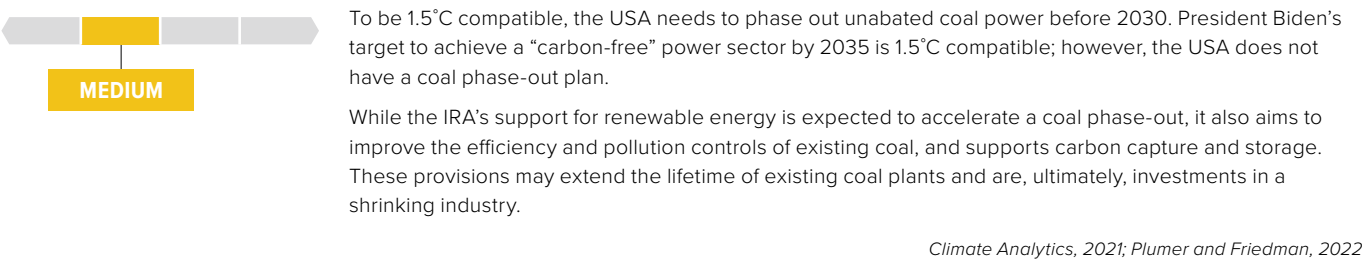 MEDIUM
To be 1.5˚C compatible, the USA needs to phase out unabated coal power before 2030. President Biden’s
target to achieve a “carbon-free” power sector by 2035 is 1.5˚C compatible; however, the USA does not
have a coal phase-out plan.
While the IRA’s support for renewable energy is expected to accelerate a coal phase-out, it also aims to
improve the efficiency and pollution controls of existing coal, and supports carbon capture and storage.
These provisions may extend the lifetime of existing coal plants and are, ultimately, investments in a
shrinking industry.
Climate Analytics, 2021; Plumer and Friedman, 2022